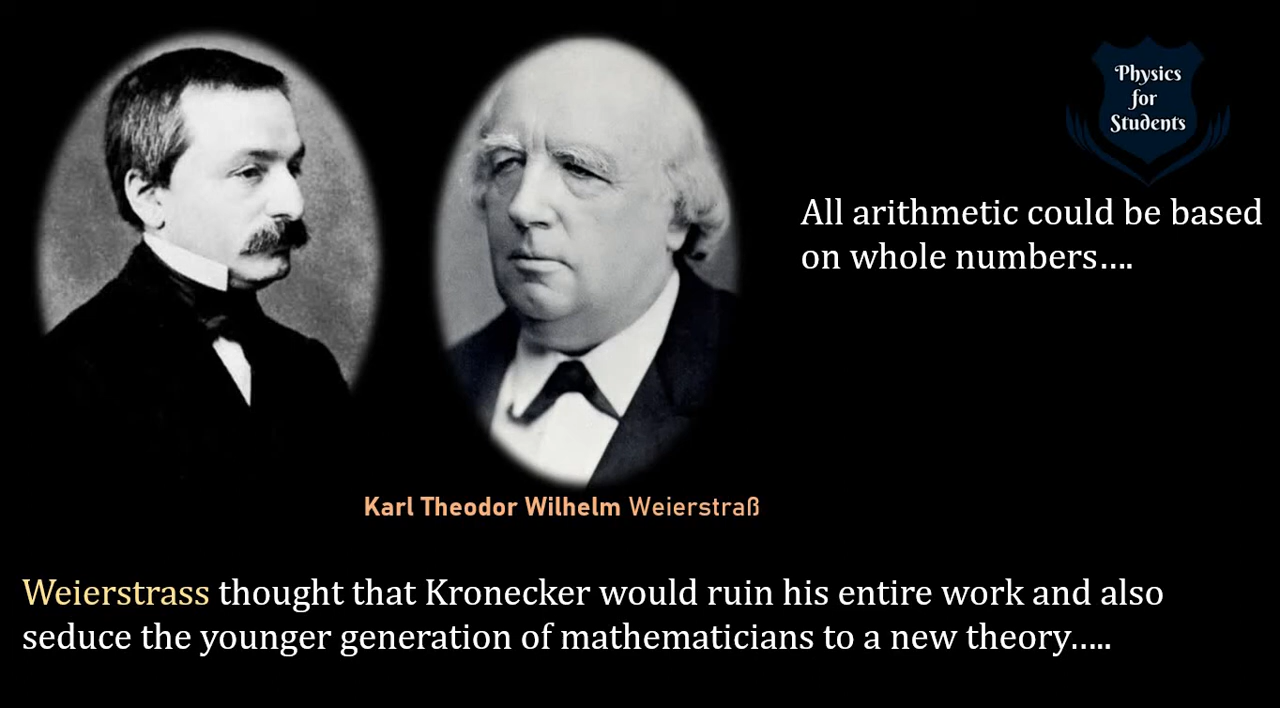 Physics
for
Students
All arithmetic could be based
on whole numbers....
Karl Theodor Wilhelm Weierstraß
Weierstrass thought that Kronecker would ruin his entire work and also
seduce the younger generation of mathematicians to a new theory.....